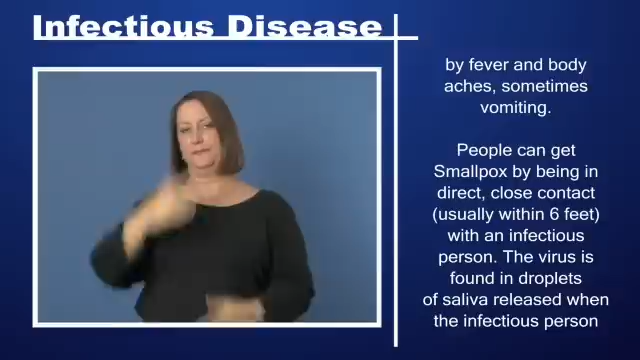 Infectious Disease
by fever and body
aches, sometimes
vomiting.
People can get
Smallpox by being in
direct, close contact
(usually within 6 feet)
with an infectious
person. The virus is
found in droplets
of saliva released when
the infectious person